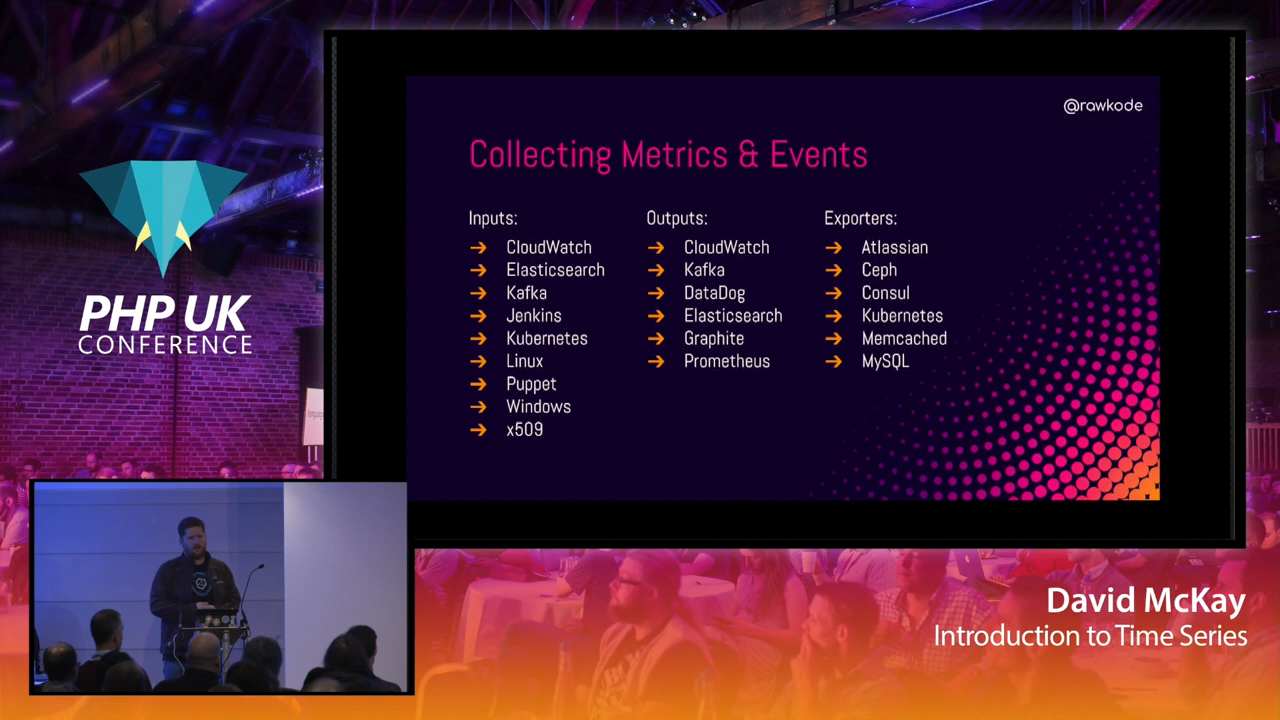 @rawkode
Collecting Metrics & Events
Inputs:
➔ CloudWatch
➔ Elasticsearch
➔ Kafka
➔ Jenkins
➔ Kubernetes
➔ Linux
➔ Puppet
➔ Windows
➔ x509
Outputs:
➔ CloudWatch
➔ Kafka
➔ DataDog
➔ Elasticsearch
➔ Graphite
➔ Prometheus
Exporters:
➔ Atlassian
➔ Ceph
➔ Consul
➔ Kubernetes
➔ Memcached
➔ MySQL
PHP UK
CONFERENCE
David McKay
Introduction to Time Series